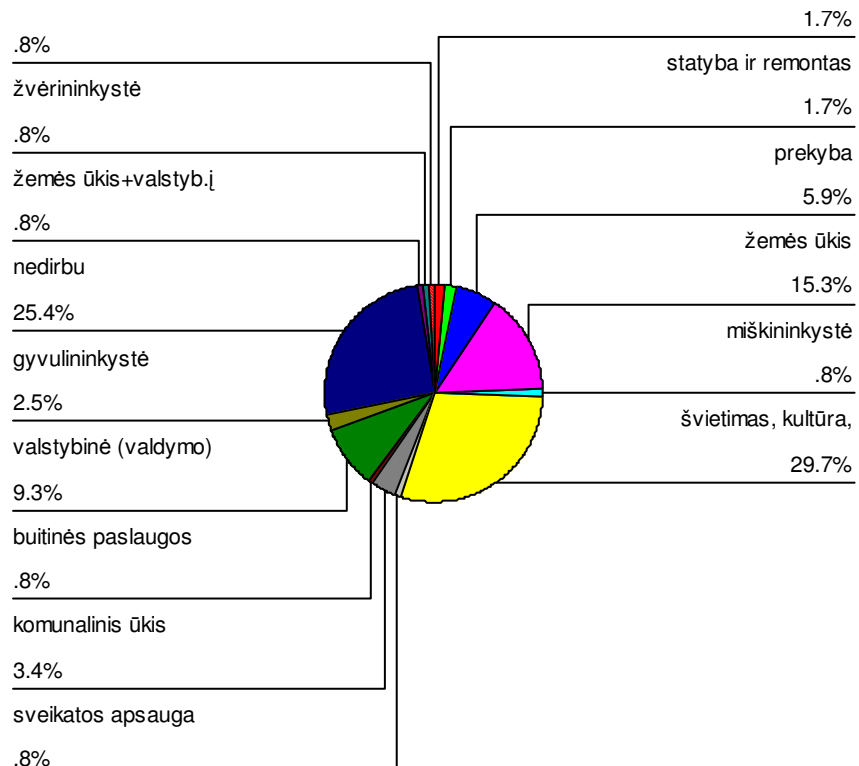 .8%
žvėrininkystė
.8%
žemės ūkis+valstyb.į
.8%
nedirbu
25.4%
gyvulininkystė
2.5%
valstybinė (valdymo)
9.3%
buitinės paslaugos
.8%
komunalinis ūkis
3.4%
sveikatos apsauga
.8%
1.7%
statyba ir remontas
1.7%
prekyba
5.9%
žemės ūkis
15.3%
miškininkystė
.8%
švietimas, kultūra,
29.7%